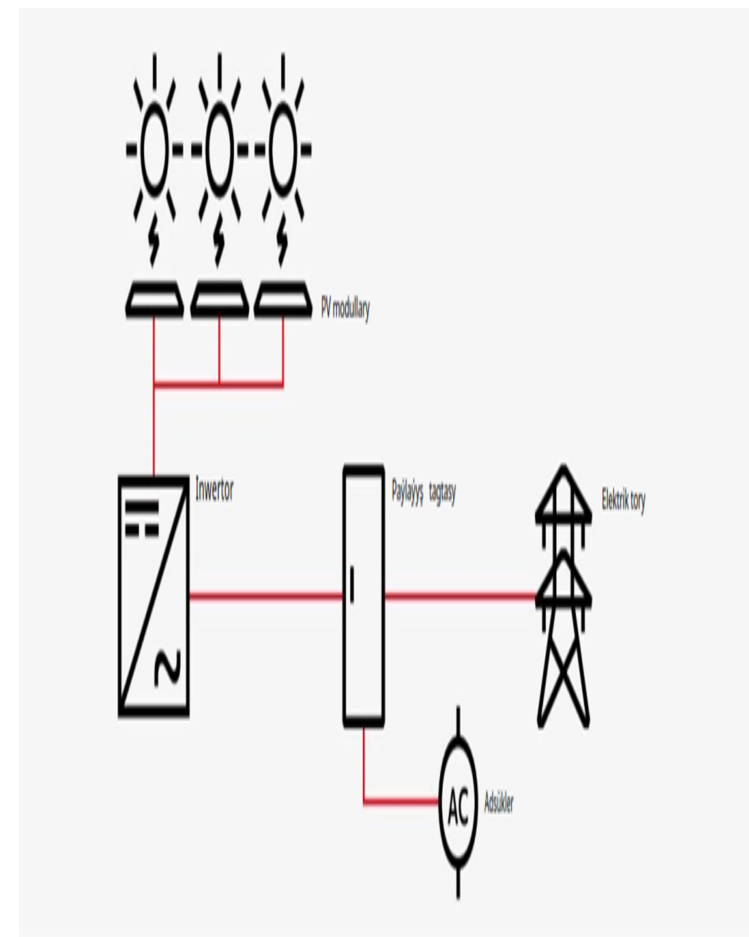 PV modullary
Inwertor
Paýlaýyş tagtasy
Elektrik tory
AC
Adsükler